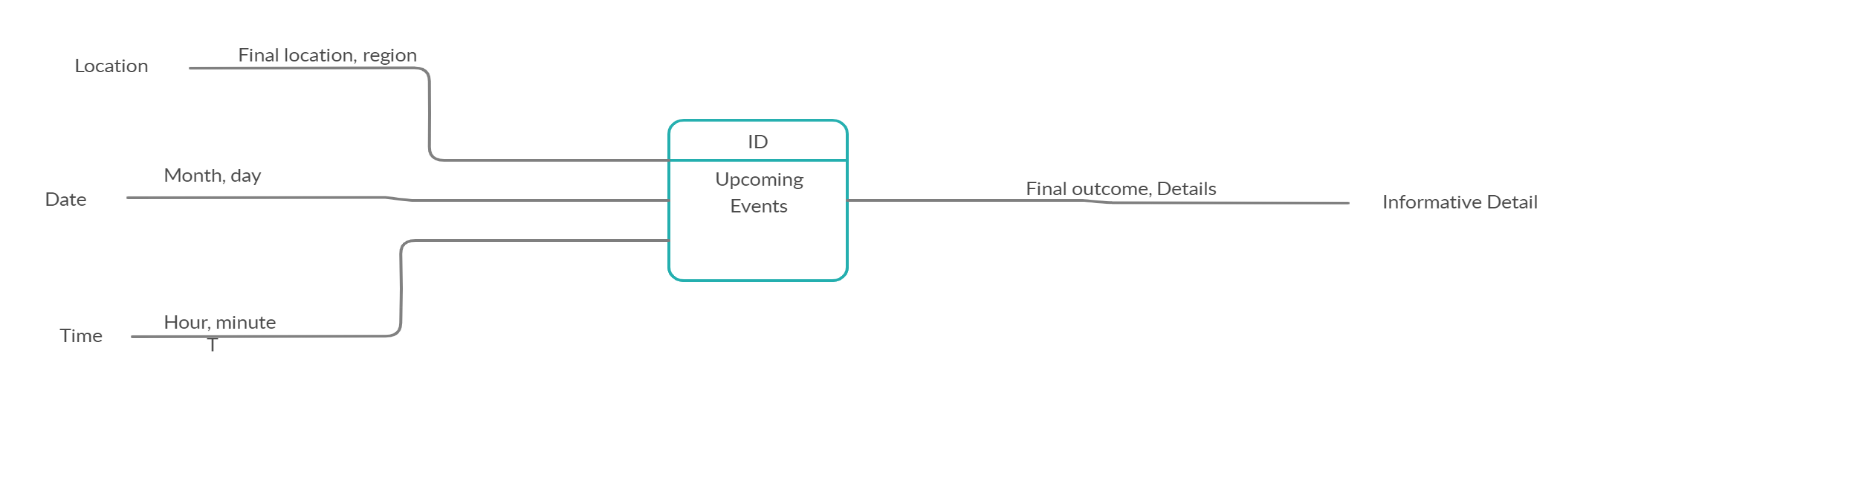 Location
Final location, region
ID
Upcoming
Events
Month, day
Date
Final outcome, Details
Informative Detail
Hour, minute
T
Time